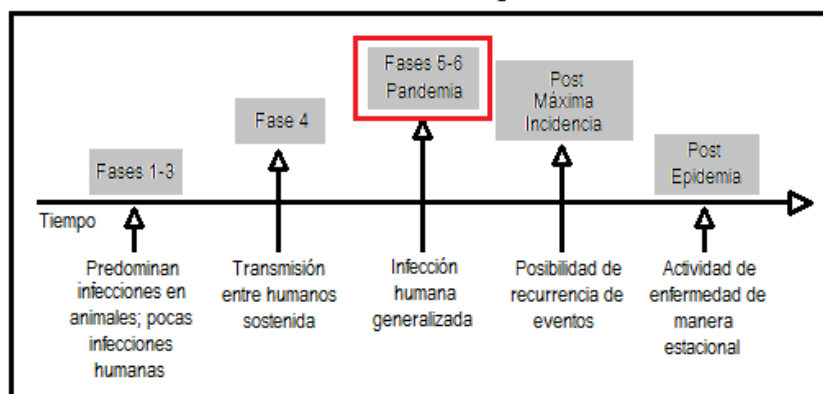 Fases 5-6
Pandemia
Post
Máxima
Incidencia
Fase 4
Post
Epidemia
Fases 1-3
Tiempo
Predominan
infecciones en
animales; pocas
infecciones
humanas
Transmisión
entre humanos
sostenida
Infección
humana
generalizada
Posibilidad de
recurrencia de
eventos
Actividad de
enfermedad de
manera
estacional